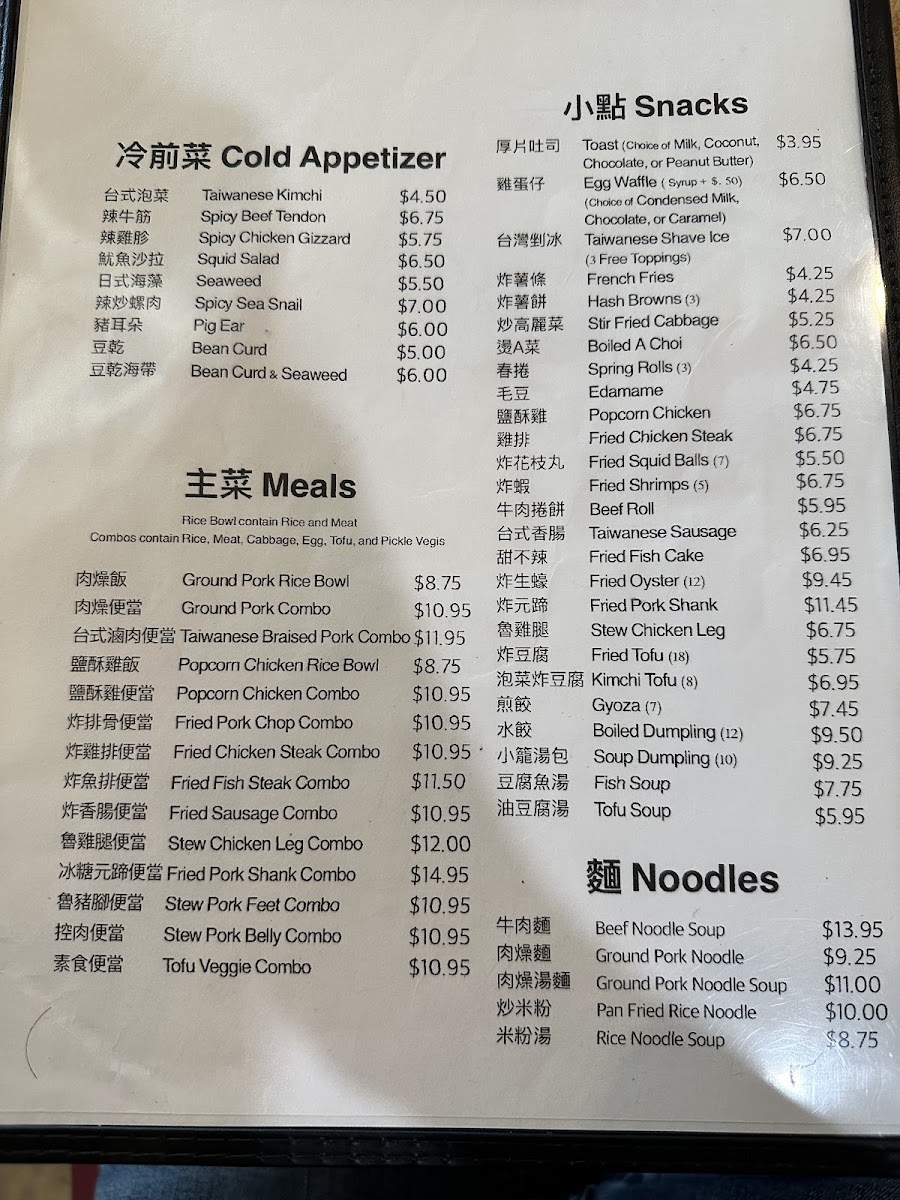 冷前菜 Cold Appetizer
台式泡菜 Taiwanese Kimchi $4.50
辣牛筋 Spicy Beef Tendon $6.75
辣雞胗 Spicy Chicken Gizzard $5.75
魷魚沙拉 Squid Salad $6.50
日式海藻 Seaweed $5.50
辣炒螺肉 Spicy Sea Snail $7.00
豬耳朵 Pig Ear $6.00
豆乾 Bean Curd $5.00
豆乾海帶 Bean Curd & Seaweed $6.00
主菜 Meals
Rice Bowl contain Rice and Meat
Combos contain Rice, Meat, Cabbage, Egg, Tofu, and Pickle Vegis
肉燥飯 Ground Pork Rice Bowl $8.75
肉燥便當 Ground Pork Combo $10.95
台式滷肉便當 Taiwanese Braised Pork Combo $11.95
鹽酥雞飯 Popcorn Chicken Rice Bowl $8.75
鹽酥雞便當 Popcorn Chicken Combo $10.95
炸排骨便當 Fried Pork Chop Combo $10.95
炸雞排便當 Fried Chicken Steak Combo $10.95
炸魚排便當 Fried Fish Steak Combo $11.50
炸香腸便當 Fried Sausage Combo $10.95
魯雞腿便當 Stew Chicken Leg Combo $12.00
冰糖元蹄便當 Fried Pork Shank Combo $14.95
魯豬腳便當 Stew Pork Feet Combo $10.95
控肉便當 Stew Pork Belly Combo $10.95
素食便當 Tofu Veggie Combo $10.95
小點 Snacks
厚片吐司 Toast (Choice of Milk, Coconut, $3.95
Chocolate, or Peanut Butter)
雞蛋仔 Egg Waffle ( Syrup + $. 50) $6.50
(Choice of Condensed Milk,
Chocolate, or Caramel)
台灣剉冰 Taiwanese Shave Ice $7.00
(3 Free Toppings)
炸薯條 French Fries $4.25
炸薯餅 Hash Browns (3) $4.25
炒高麗菜 Stir Fried Cabbage $5.25
燙A菜 Boiled A Choi $6.50
春捲 Spring Rolls (3) $4.25
毛豆 Edamame $4.75
鹽酥雞 Popcorn Chicken $6.75
雞排 Fried Chicken Steak $6.75
炸花枝丸 Fried Squid Balls (7) $5.50
炸蝦 Fried Shrimps (5) $6.75
牛肉捲餅 Beef Roll $5.95
台式香腸 Taiwanese Sausage $6.25
甜不辣 Fried Fish Cake $6.95
炸生蠔 Fried Oyster (12) $9.45
炸元蹄 Fried Pork Shank $11.45
魯雞腿 Stew Chicken Leg $6.75
炸豆腐 Fried Tofu (18) $5.75
泡菜炸豆腐 Kimchi Tofu (8) $6.95
煎餃 Gyoza (7) $7.45
水餃 Boiled Dumpling (12) $9.50
小籠湯包 Soup Dumpling (10) $9.25
豆腐魚湯 Fish Soup $7.75
油豆腐湯 Tofu Soup $5.95
麵 Noodles
牛肉麵 Beef Noodle Soup $13.95
肉燥麵 Ground Pork Noodle $9.25
肉燥湯麵 Ground Pork Noodle Soup $11.00
炒米粉 Pan Fried Rice Noodle $10.00
米粉湯 Rice Noodle Soup $8.75